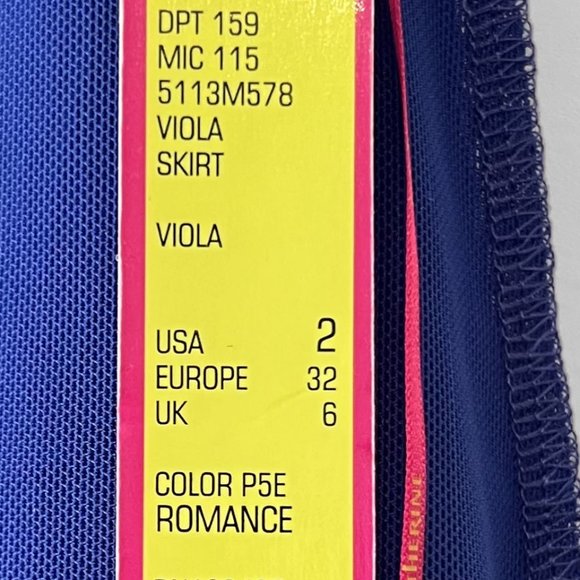 DPT 159
MIC 115
5113M578
VIOLA
SKIRT
VIOLA
USA 2
EUROPE 32
UK 6
COLOR P5E
ROMANCE